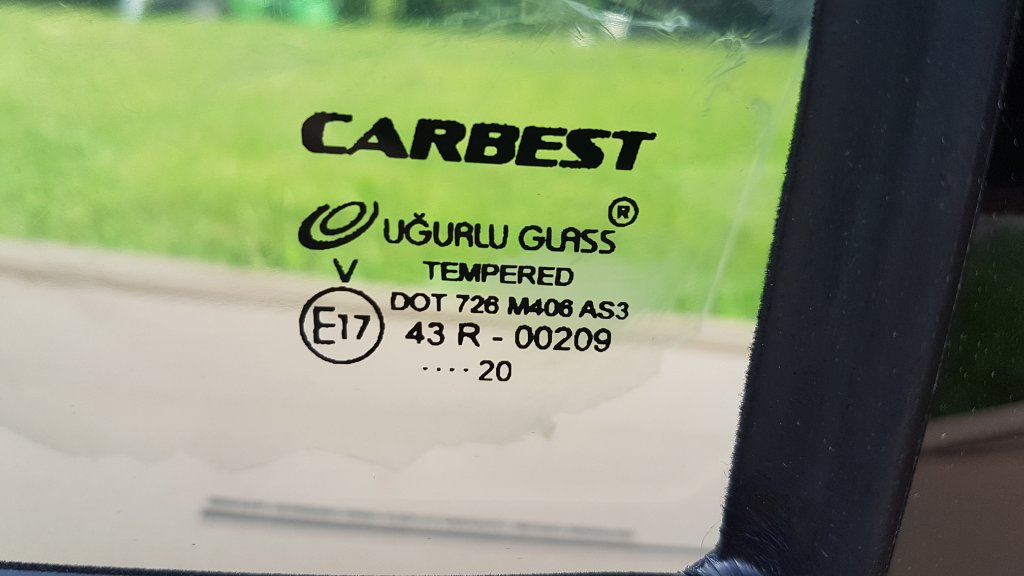 CARBEST
UĞURLU GLASS ®
V TEMPERED
DOT 726 M406 AS3
E17 43 R - 00209
.... 20